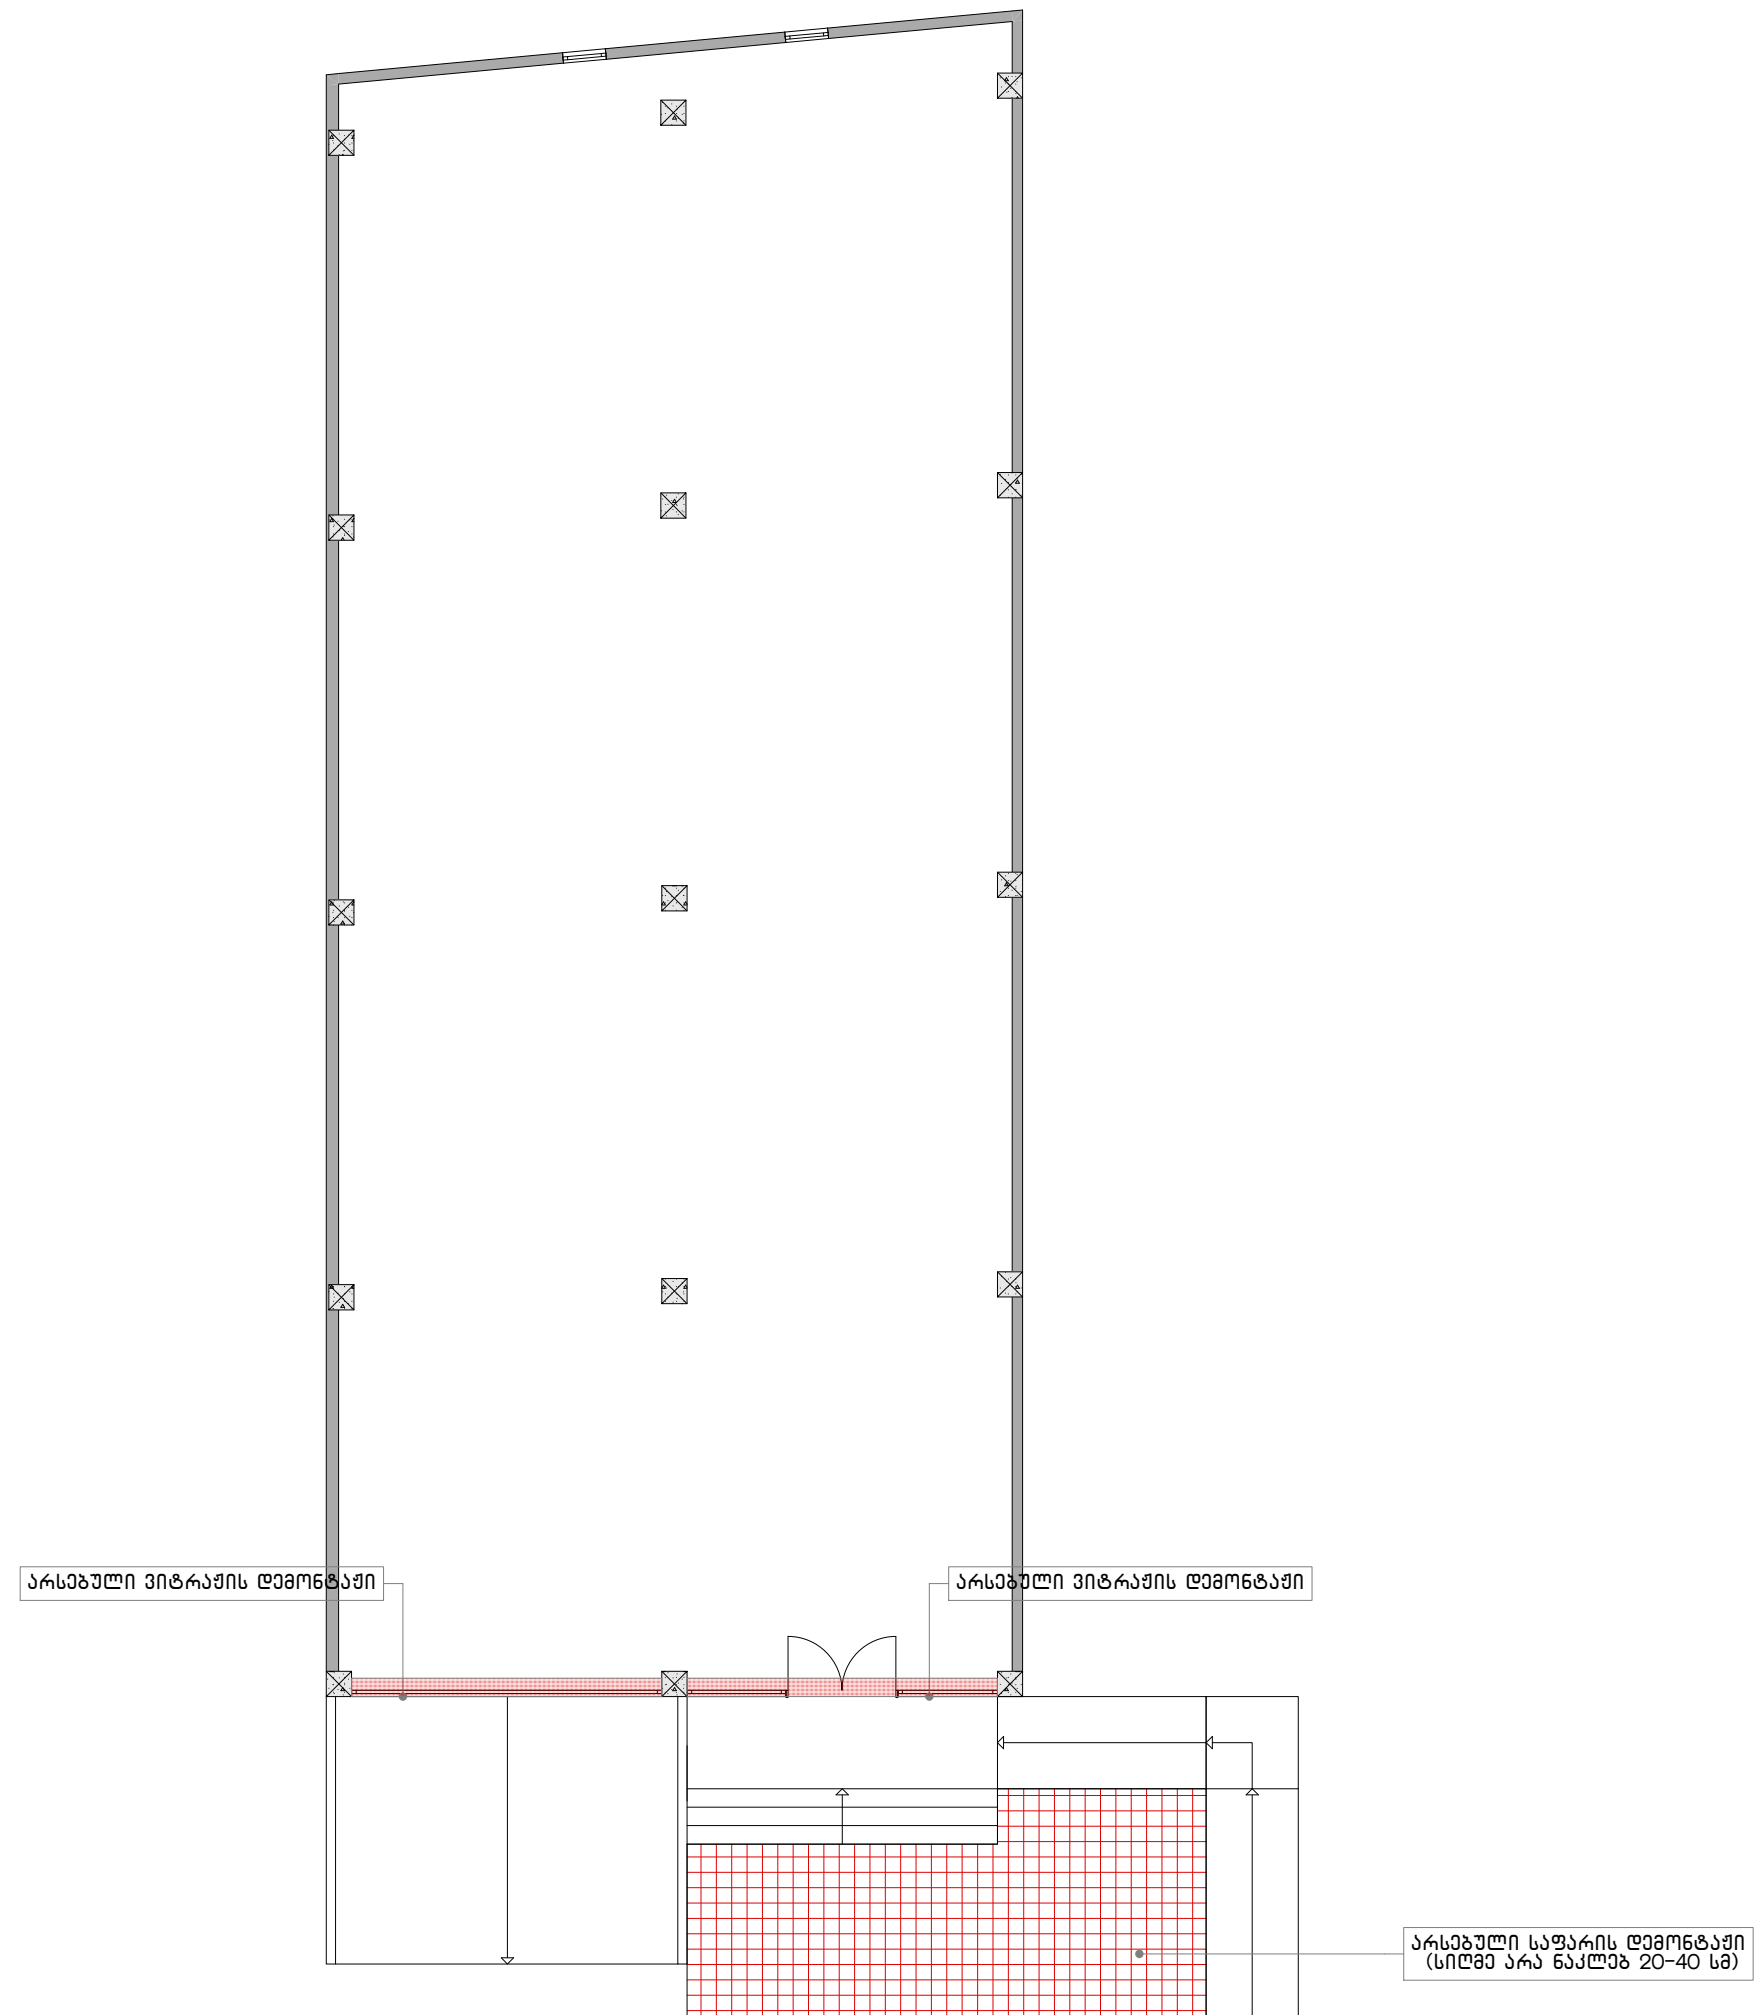 არსებული ვიტრაჟის დემონტაჟი
არსებული ვიტრაჟის დემონტაჟი
არსებული საფარის დემონტაჟი
(სიღმე არა ნაკლებ 20-40 სმ)